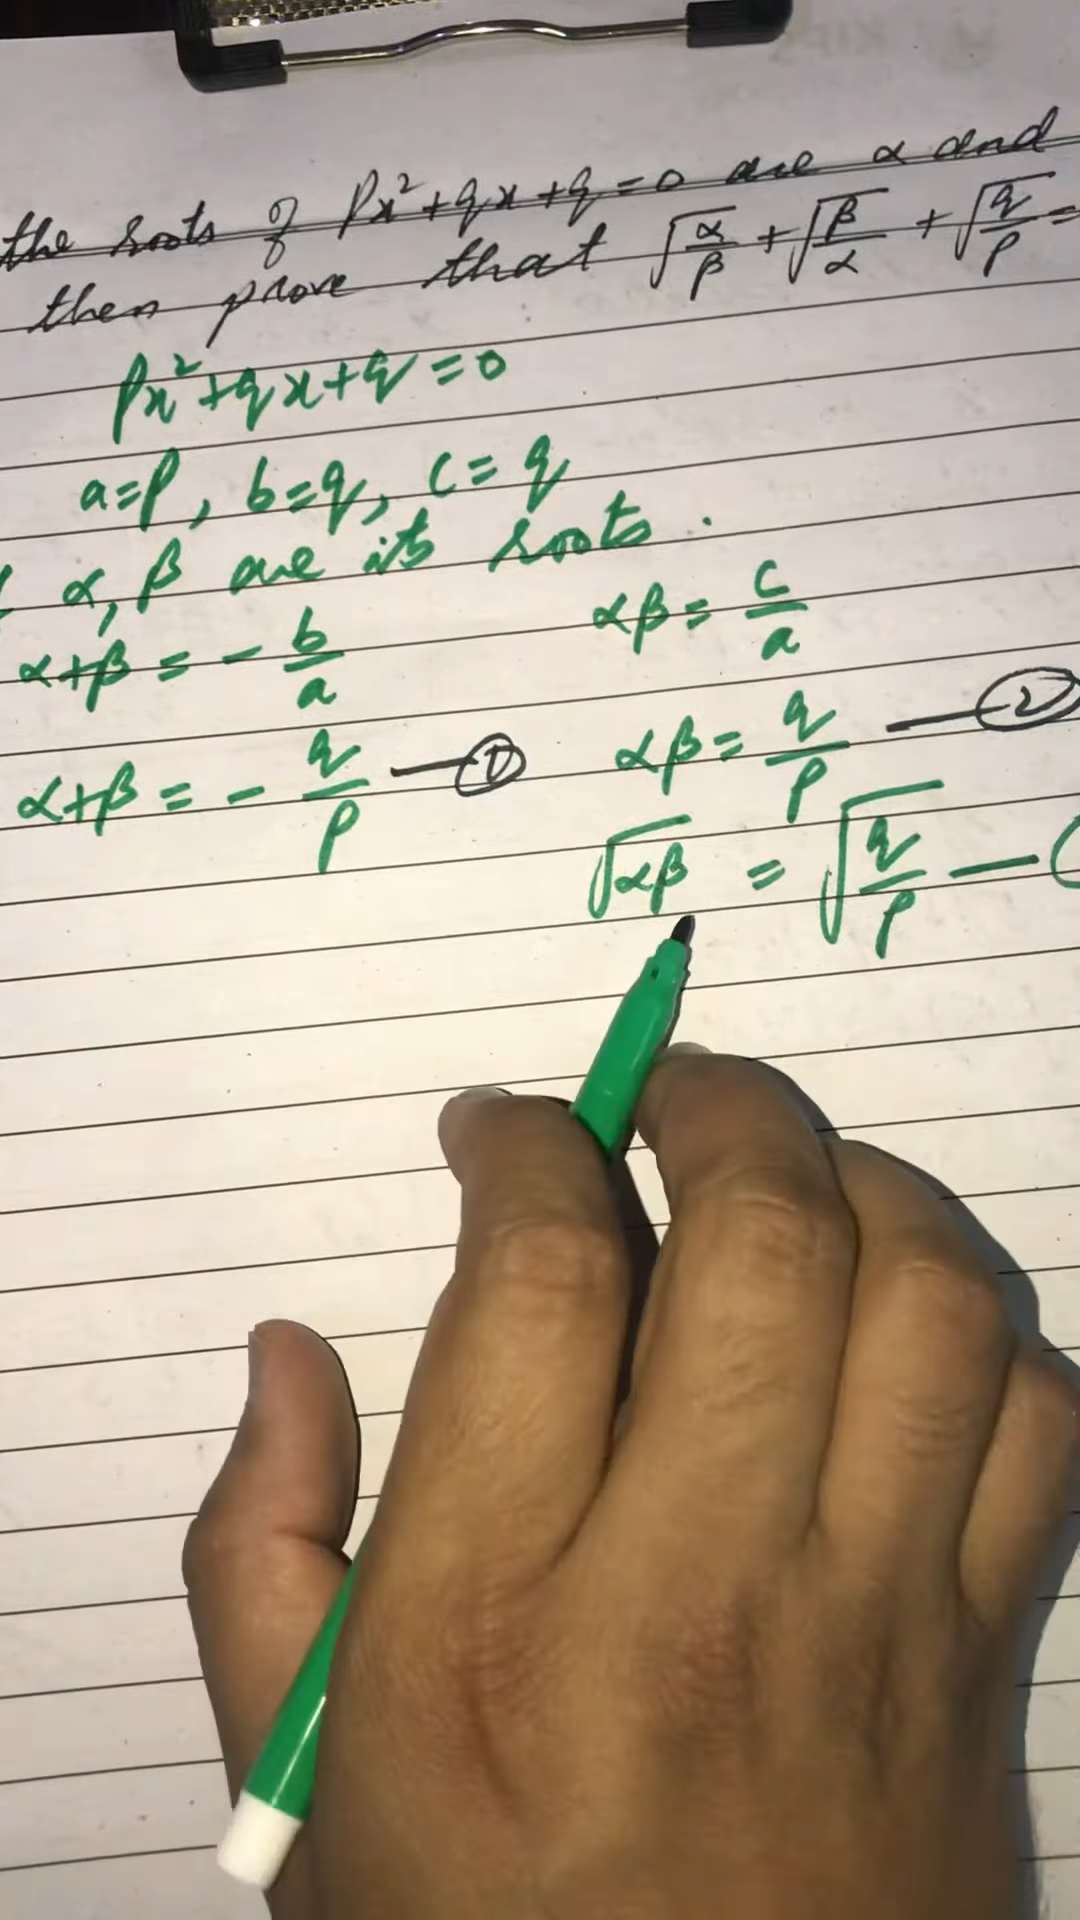 the roots of Px²+qx+q=0 are α and
then prove that √(α/β) + √(β/α) + √(q/p) =
Px²+qx+q=0
a=P, b=q, c=q
α, β are its roots.
α+β = -b/a
αβ = c/a
α+β = -q/p —①
αβ = q/p —②
√αβ = √(q/p) —